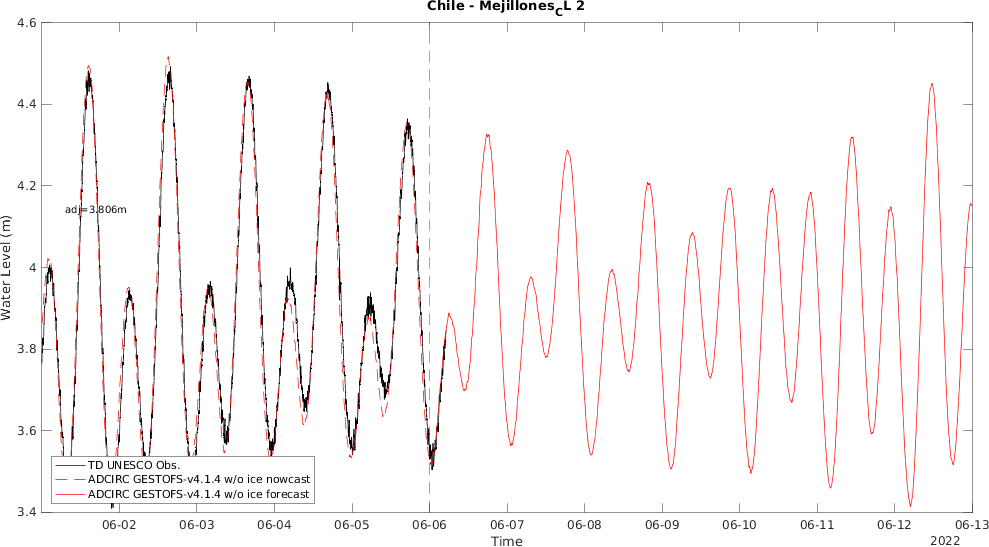 Chile - Mejillones_CL 2
Water Level (m)
4.6
4.4
4.2
4
3.8
3.6
3.4
adj=3.806m
TD UNESCO Obs.
ADCIRC GESTOFS-v4.1.4 w/o ice nowcast
ADCIRC GESTOFS-v4.1.4 w/o ice forecast
06-02 06-03 06-04 06-05 06-06 06-07 06-08 06-09 06-10 06-11 06-12 06-13
Time
2022